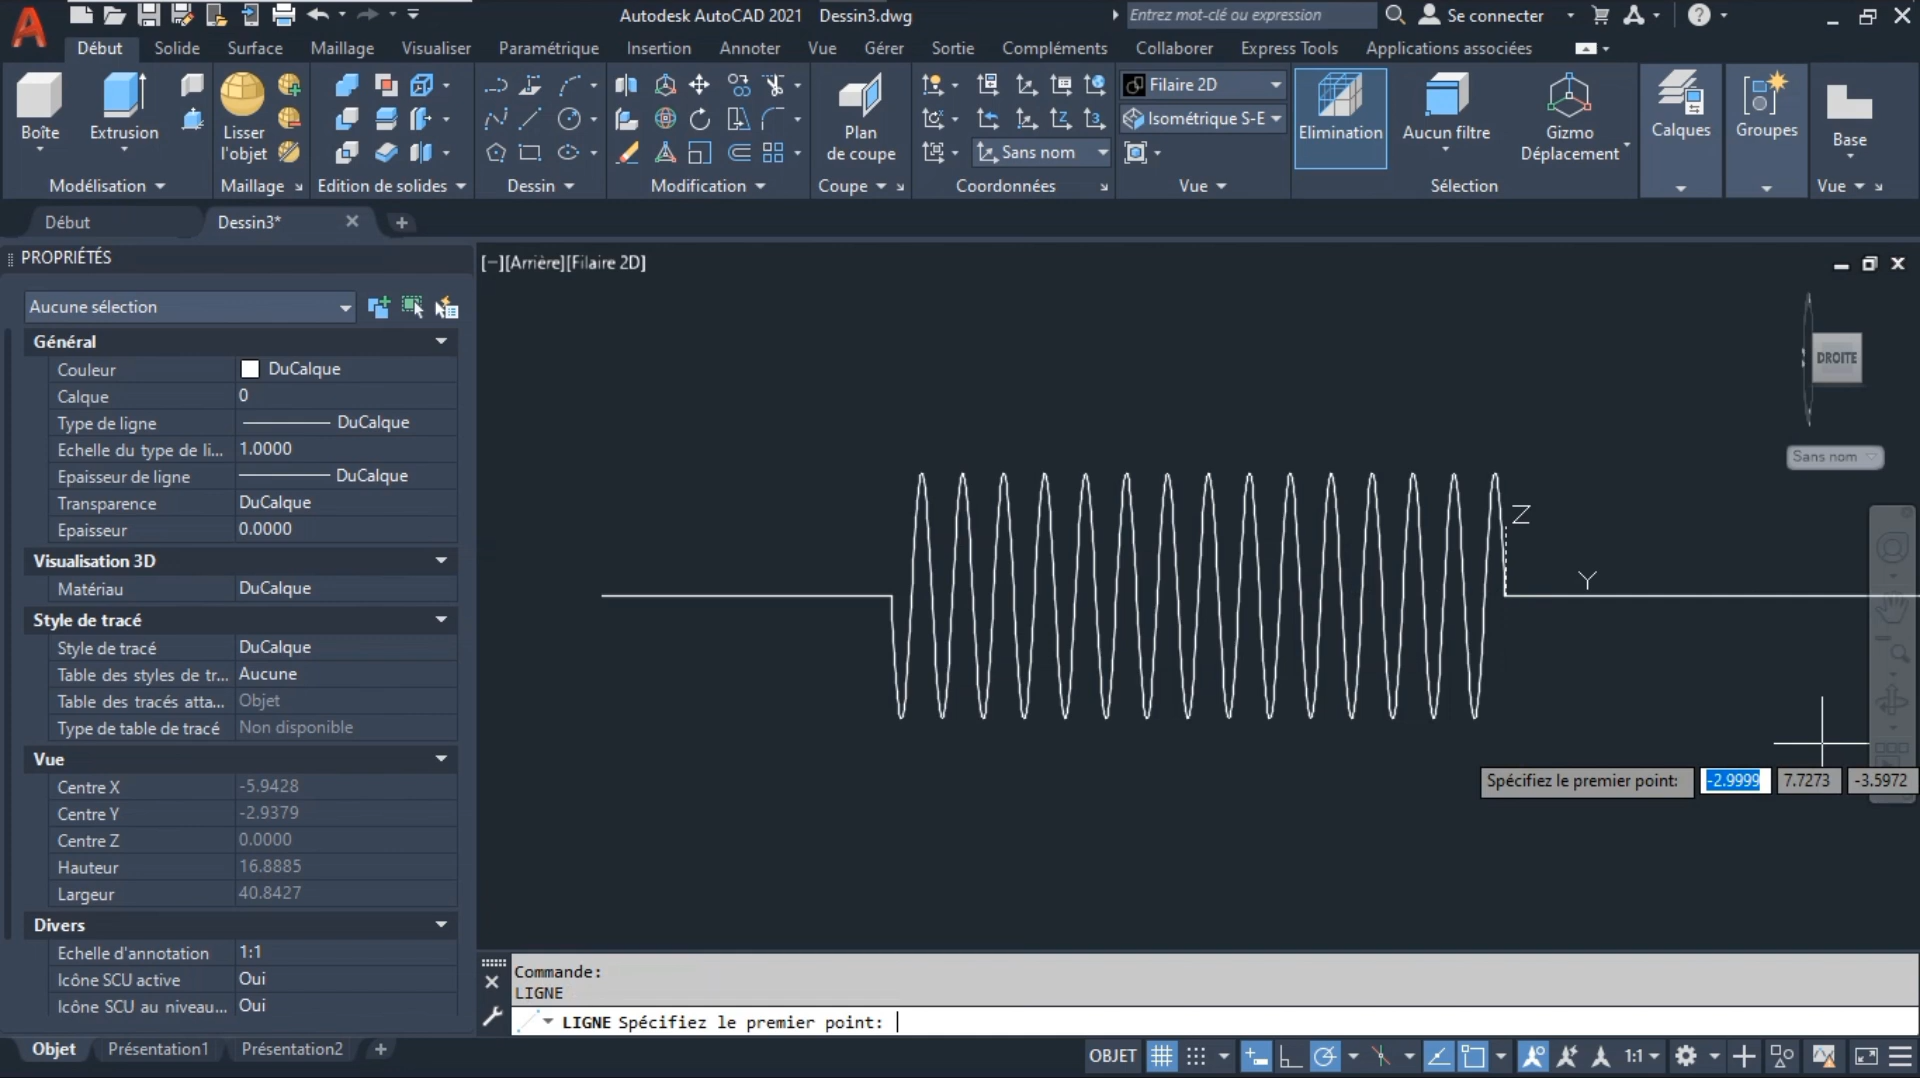 Autodesk AutoCAD 2021 Dessin3.dwg
Entrez mot-clé ou expression
Se connecter
Début Solide Surface Maillage Visualiser Paramétrique Insertion Annoter Vue Gérer Sortie Compléments Collaborer Express Tools Applications associées
Boîte
Extrusion
Lisser
l'objet
Plan
de coupe
Filaire 2D
Isométrique S-E
Sans nom
Elimination
Aucun filtre
Gizmo
Déplacement
Calques
Groupes
Base
Modélisation Maillage Edition de solides Dessin Modification Coupe Coordonnées Vue Sélection Vue
Début Dessin3*
PROPRIÉTÉS
[−][Arrière][Filaire 2D]
Aucune sélection
Général
Couleur DuCalque
Calque 0
Type de ligne DuCalque
Echelle du type de li... 1.0000
Epaisseur de ligne DuCalque
Transparence DuCalque
Epaisseur 0.0000
Visualisation 3D
Matériau DuCalque
Style de tracé
Style de tracé DuCalque
Table des styles de tr... Aucune
Table des tracés atta... Objet
Type de table de tracé Non disponible
Vue
Centre X -5.9428
Centre Y -2.9379
Centre Z 0.0000
Hauteur 16.8885
Largeur 40.8427
Divers
Echelle d'annotation 1:1
Icône SCU active Oui
Icône SCU au niveau... Oui
DROITE
Sans nom
Z
Y
Spécifiez le premier point: -2.9999 7.7273 -3.5972
Commande:
LIGNE
LIGNE Spécifiez le premier point:
Objet Présentation1 Présentation2
OBJET 1:1